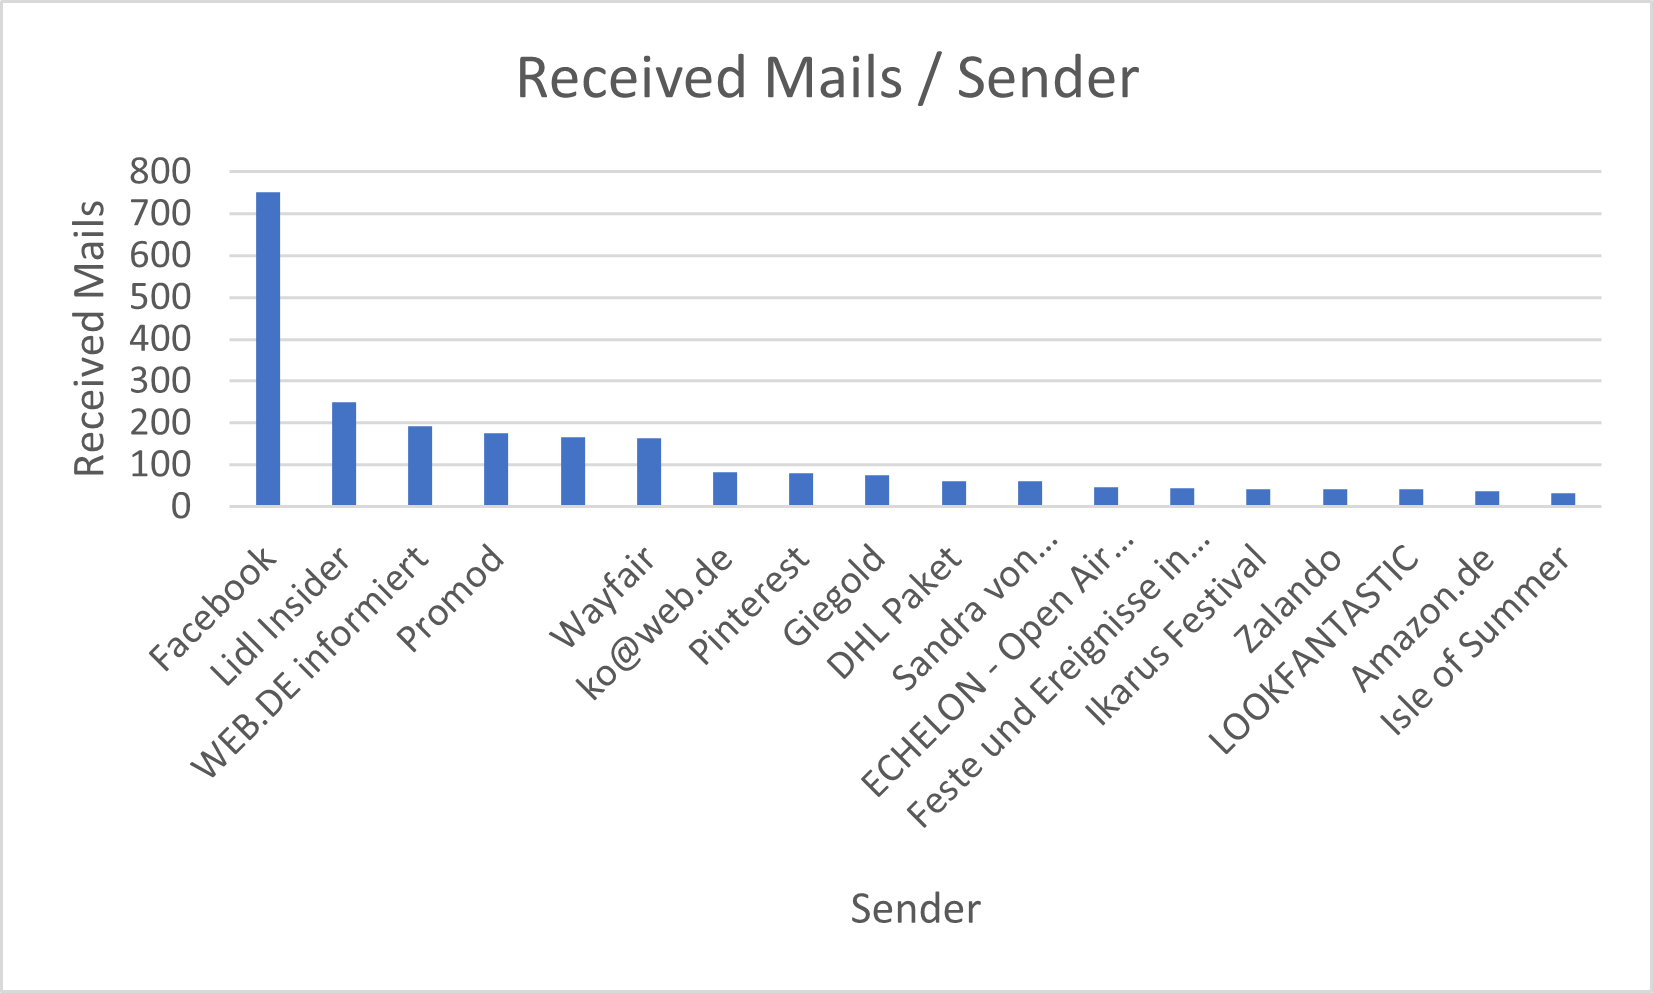 Received Mails / Sender
Received Mails
800
700
600
500
400
300
200
100
0
Facebook
Lidl Insider
WEB.DE informiert
Promod
Wayfair
ko@web.de
Pinterest
Giegold
DHL Paket
Sandra von…
ECHELON - Open Air…
Feste und Ereignisse in…
Ikarus Festival
Zalando
LOOKFANTASTIC
Amazon.de
Isle of Summer
Sender